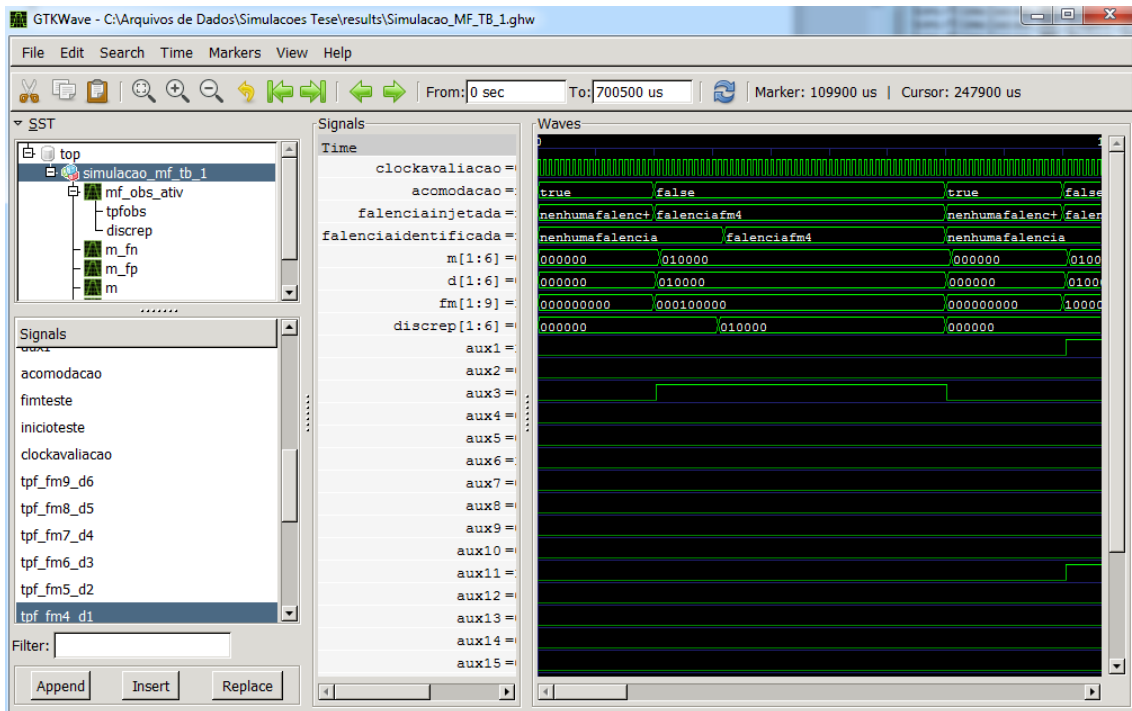 GTKWave - C:\Arquivos de Dados\Simulacoes Tese\results\Simulacao_MF_TB_1.ghw
File Edit Search Time Markers View Help
From: 0 sec To: 700500 us Marker: 109900 us | Cursor: 247900 us
SST
top
simulacao_mf_tb_1
mf_obs_ativ
tpfobs
discrep
m_fn
m_fp
m
Signals
acomodacao
fimteste
inicioteste
clockavaliacao
tpf_fm9_d6
tpf_fm8_d5
tpf_fm7_d4
tpf_fm6_d3
tpf_fm5_d2
tpf_fm4_d1
Filter:
Append Insert Replace
Signals
Time
clockavaliacao =
acomodacao =
falenciainjetada =
falenciaidentificada =
m[1:6] =
d[1:6] =
fm[1:9] =
discrep[1:6] =
aux1 =
aux2 =
aux3 =
aux4 =
aux5 =
aux6 =
aux7 =
aux8 =
aux9 =
aux10 =
aux11 =
aux12 =
aux13 =
aux14 =
aux15 =
Waves
true false true false
nenhumafalenc+ falenciafm4 nenhumafalenc+ falen
nenhumafalencia falenciafm4 nenhumafalencia
000000 010000 000000 0100
000000 010000 000000 0100
000000000 000100000 000000000 10000
000000 010000 000000